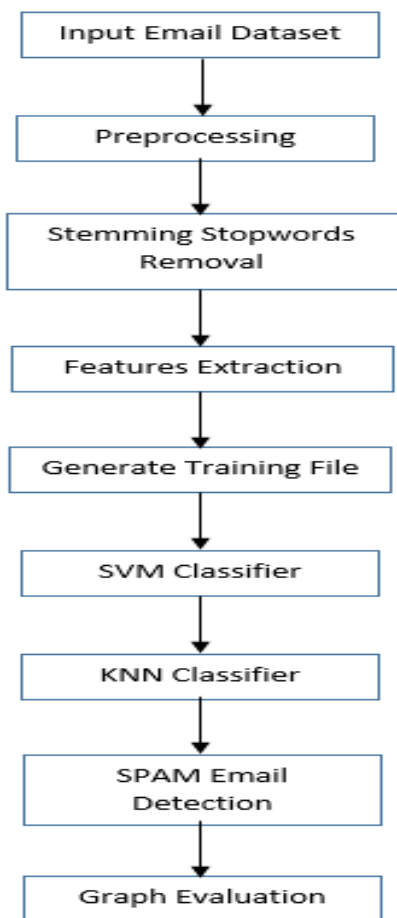 Input Email Dataset
Preprocessing
Stemming Stopwords
Removal
Features Extraction
Generate Training File
SVM Classifier
KNN Classifier
SPAM Email
Detection
Graph Evaluation